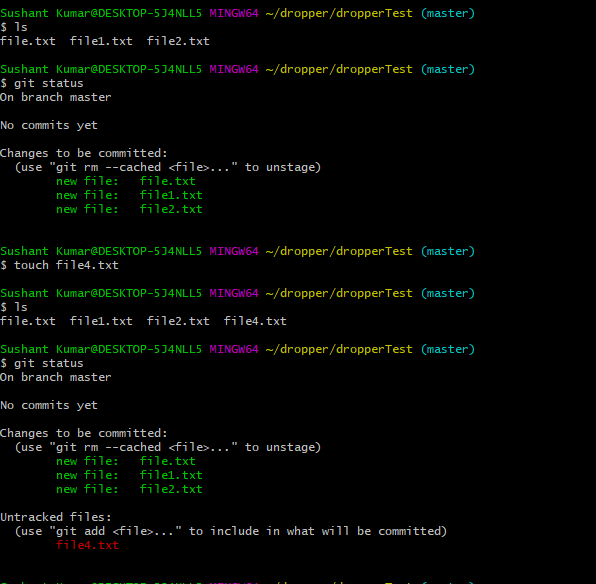 Sushant Kumar@DESKTOP-5J4NLL5 MINGW64 ~/dropper/dropperTest (master)
$ ls
file.txt  file1.txt  file2.txt
Sushant Kumar@DESKTOP-5J4NLL5 MINGW64 ~/dropper/dropperTest (master)
$ git status
On branch master
No commits yet
Changes to be committed:
  (use "git rm --cached <file>..." to unstage)
        new file:   file.txt
        new file:   file1.txt
        new file:   file2.txt
Sushant Kumar@DESKTOP-5J4NLL5 MINGW64 ~/dropper/dropperTest (master)
$ touch file4.txt
Sushant Kumar@DESKTOP-5J4NLL5 MINGW64 ~/dropper/dropperTest (master)
$ ls
file.txt  file1.txt  file2.txt  file4.txt
Sushant Kumar@DESKTOP-5J4NLL5 MINGW64 ~/dropper/dropperTest (master)
$ git status
On branch master
No commits yet
Changes to be committed:
  (use "git rm --cached <file>..." to unstage)
        new file:   file.txt
        new file:   file1.txt
        new file:   file2.txt
Untracked files:
  (use "git add <file>..." to include in what will be committed)
        file4.txt